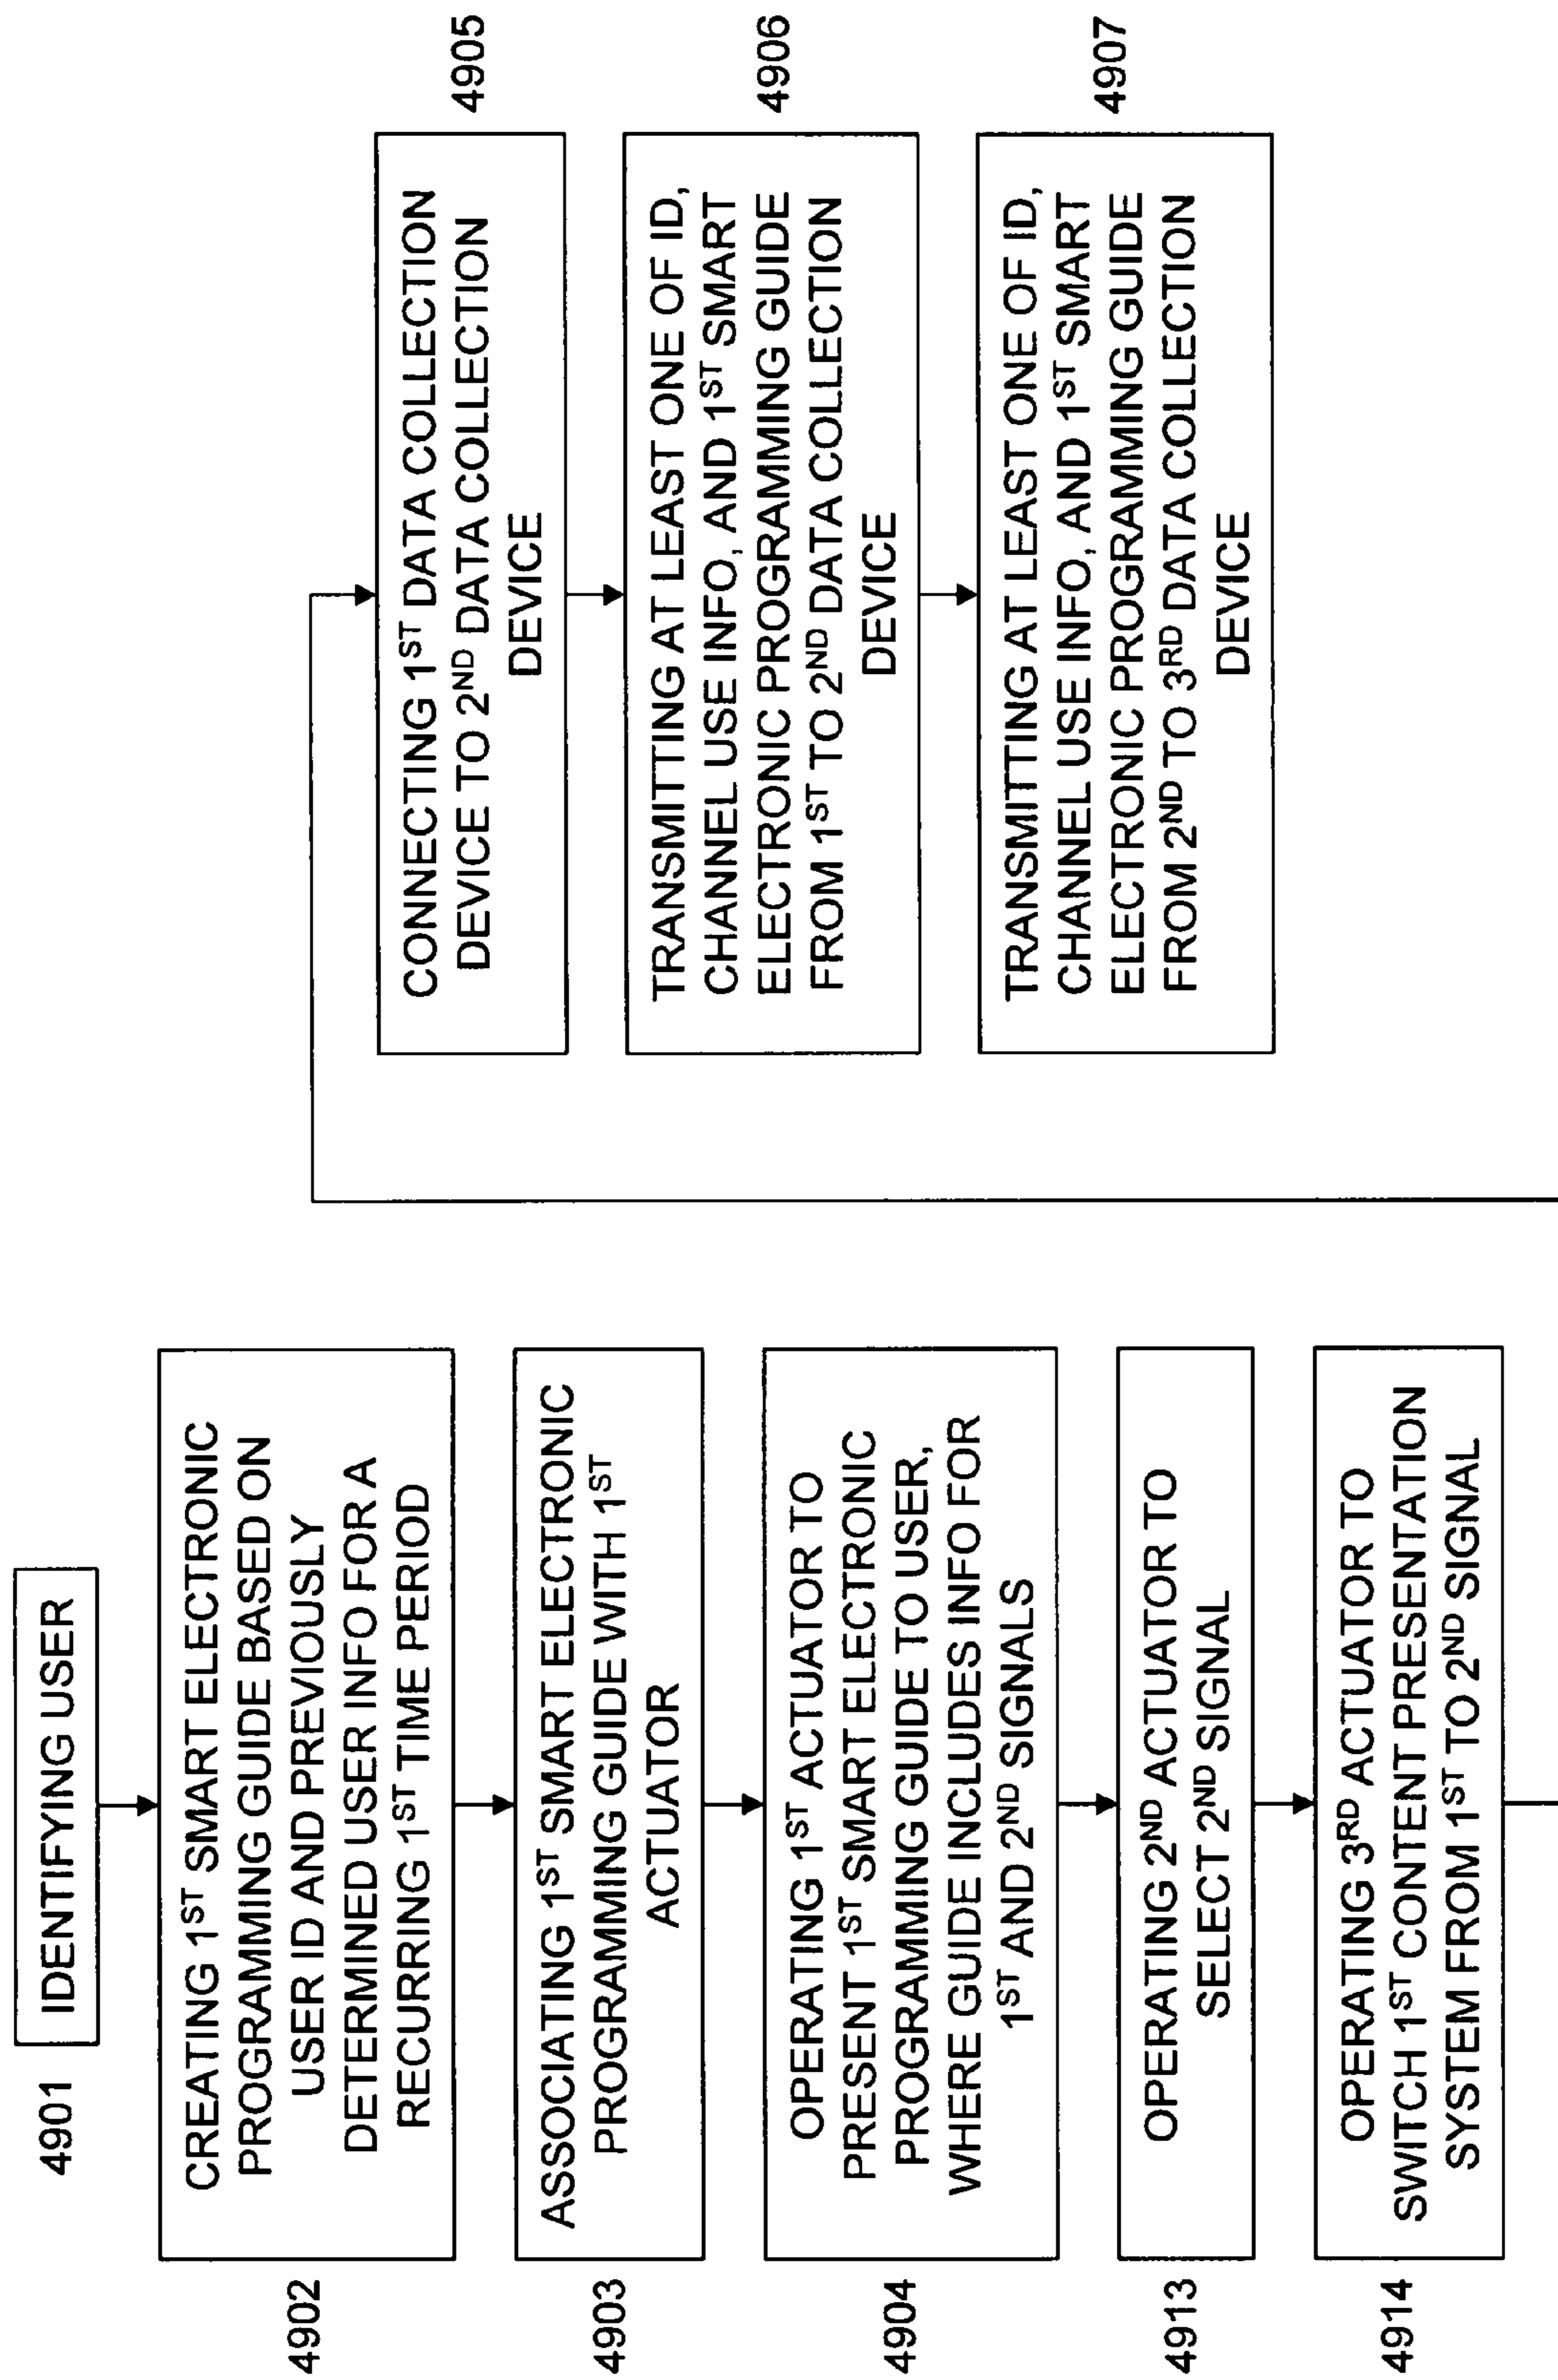 4901
IDENTIFYING USER
4902
CREATING 1ST SMART ELECTRONIC
PROGRAMMING GUIDE BASED ON
USER ID AND PREVIOUSLY
DETERMINED USER INFO FOR A
RECURRING 1ST TIME PERIOD
4903
ASSOCIATING 1ST SMART ELECTRONIC
PROGRAMMING GUIDE WITH 1ST
ACTUATOR
4904
OPERATING 1ST ACTUATOR TO
PRESENT 1ST SMART ELECTRONIC
PROGRAMMING GUIDE TO USER,
WHERE GUIDE INCLUDES INFO FOR
1ST AND 2ND SIGNALS
4913
OPERATING 2ND ACTUATOR TO
SELECT 2ND SIGNAL
4914
OPERATING 3RD ACTUATOR TO
SWITCH 1ST CONTENT PRESENTATION
SYSTEM FROM 1ST TO 2ND SIGNAL
CONNECTING 1ST DATA COLLECTION
DEVICE TO 2ND DATA COLLECTION
DEVICE
4905
TRANSMITTING AT LEAST ONE OF ID,
CHANNEL USE INFO, AND 1ST SMART
ELECTRONIC PROGRAMMING GUIDE
FROM 1ST TO 2ND DATA COLLECTION
DEVICE
4906
TRANSMITTING AT LEAST ONE OF ID,
CHANNEL USE INFO, AND 1ST SMART
ELECTRONIC PROGRAMMING GUIDE
FROM 2ND TO 3RD DATA COLLECTION
DEVICE
4907